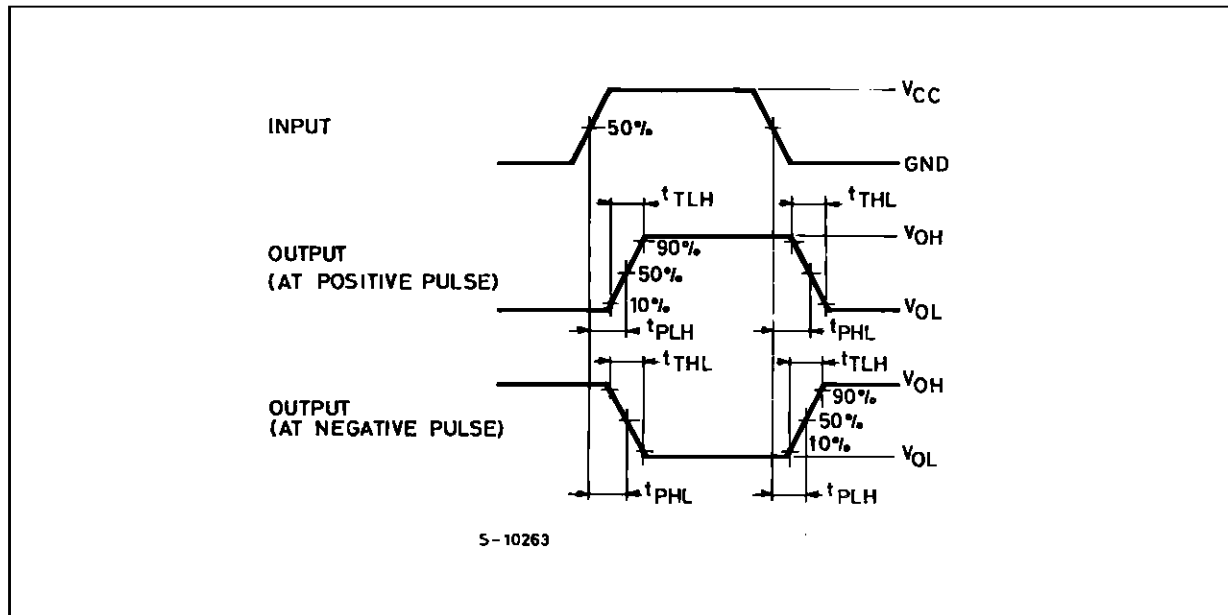 VCC
INPUT
50%
GND
tTLH
tTHL
VOH
OUTPUT
(AT POSITIVE PULSE)
90%
50%
10%
VOL
tPLH
tPHL
tTHL
tTLH
VOH
OUTPUT
(AT NEGATIVE PULSE)
90%
50%
10%
VOL
tPHL
tPLH
S-10263